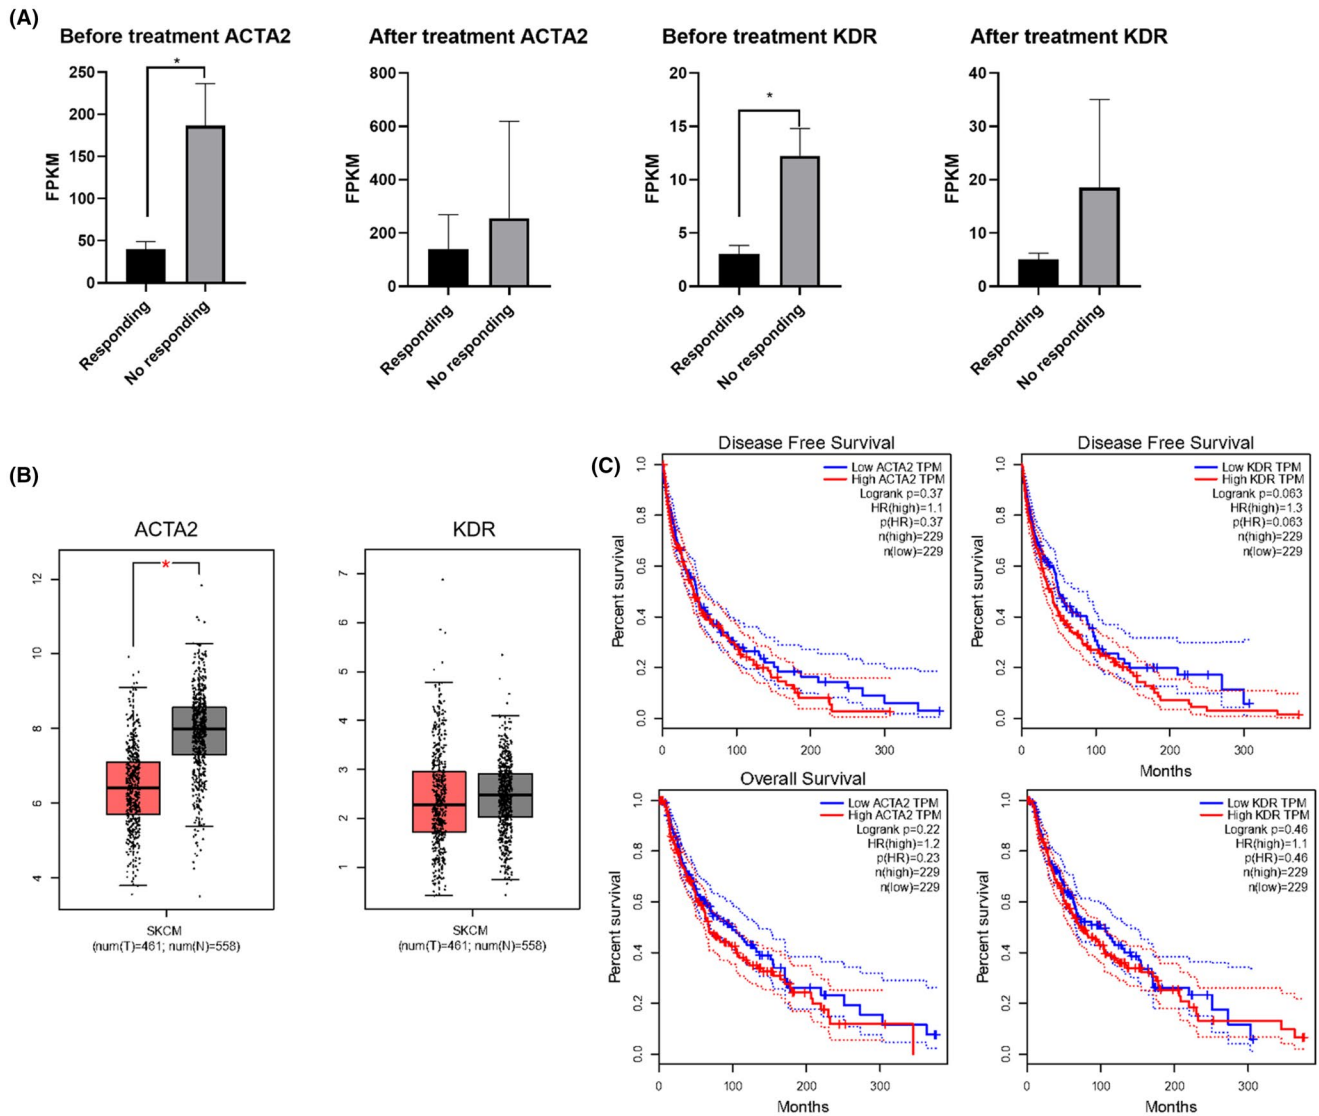 (A)
Before treatment ACTA2
After treatment ACTA2
Before treatment KDR
After treatment KDR
FPKM
250
200
150
100
50
0
*
Responding
No responding
FPKM
800
600
400
200
0
Responding
No responding
FPKM
20
15
10
5
0
*
Responding
No responding
FPKM
40
30
20
10
0
Responding
No responding
(B)
ACTA2
12
10
8
6
4
*
SKCM
(num(T)=461; num(N)=558)
KDR
7
6
5
4
3
2
1
SKCM
(num(T)=461; num(N)=558)
(C)
Disease Free Survival
Low ACTA2 TPM
High ACTA2 TPM
Logrank p=0.37
HR(high)=1.1
p(HR)=0.37
n(high)=229
n(low)=229
Percent survival
1.0
0.8
0.6
0.4
0.2
0.0
0
100
200
300
Disease Free Survival
Low KDR TPM
High KDR TPM
Logrank p=0.063
HR(high)=1.3
p(HR)=0.063
n(high)=229
n(low)=229
Percent survival
1.0
0.8
0.6
0.4
0.2
0.0
0
100
200
300
Months
Overall Survival
Low ACTA2 TPM
High ACTA2 TPM
Logrank p=0.22
HR(high)=1.2
p(HR)=0.23
n(high)=229
n(low)=229
Percent survival
1.0
0.8
0.6
0.4
0.2
0.0
0
100
200
300
Months
Low KDR TPM
High KDR TPM
Logrank p=0.46
HR(high)=1.1
p(HR)=0.46
n(high)=229
n(low)=229
Percent survival
1.0
0.8
0.6
0.4
0.2
0.0
0
100
200
300
Months